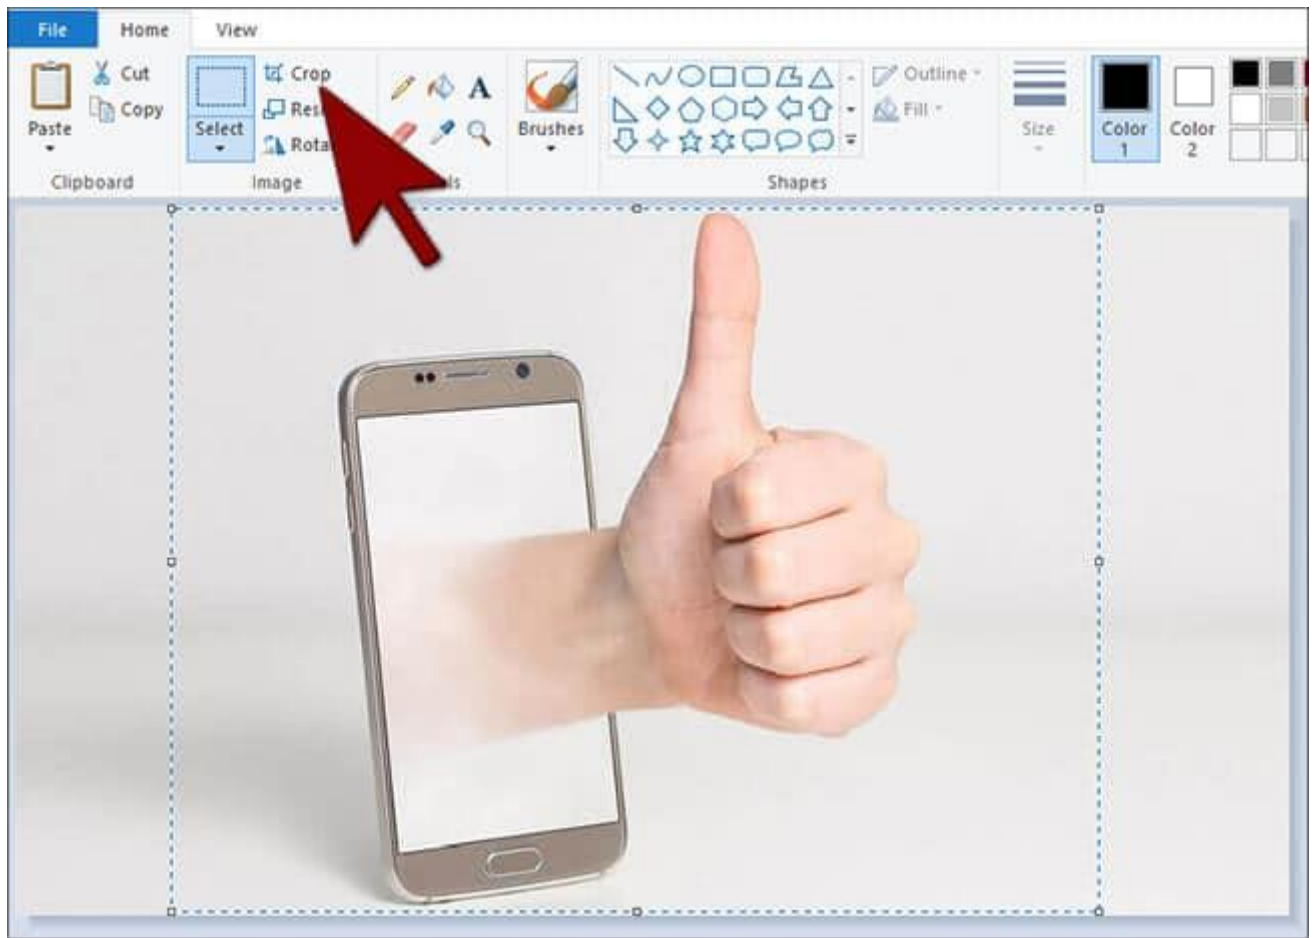 File Home View
Paste
Cut
Copy
Clipboard
Select
Crop
Image
A
Brushes
Outline
Fill
Shapes
Size
Color
1
Color
2